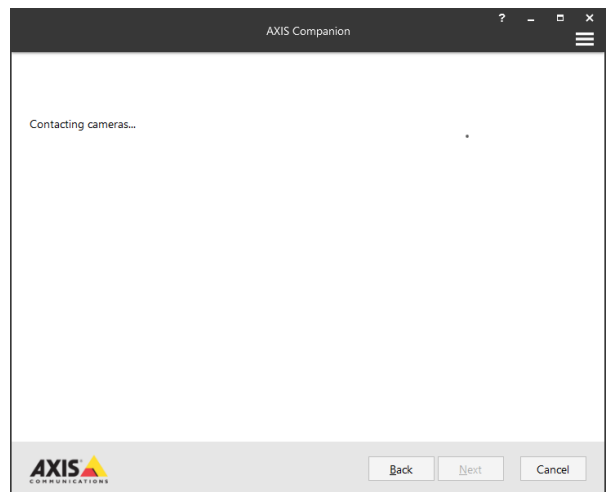 AXIS Companion
?
Contacting cameras...
AXIS
COMMUNICATIONS
Back
Next
Cancel